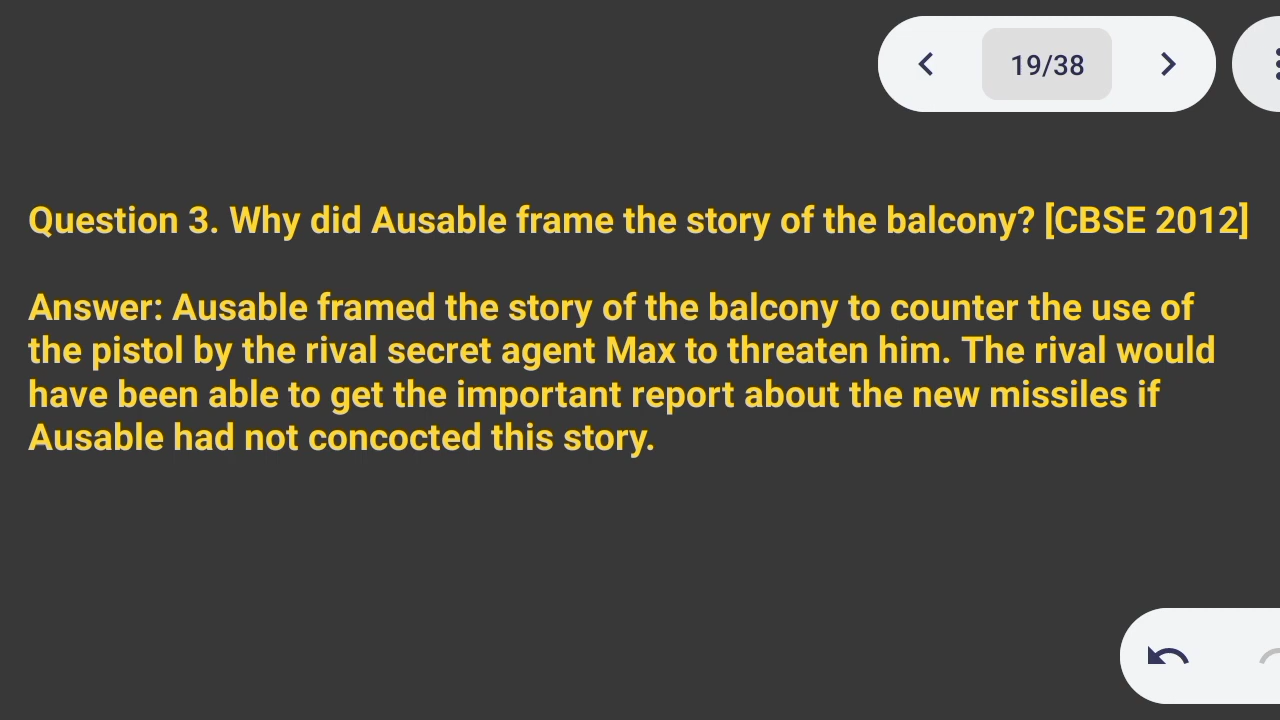 19/38
Question 3. Why did Ausable frame the story of the balcony? [CBSE 2012]
Answer: Ausable framed the story of the balcony to counter the use of
the pistol by the rival secret agent Max to threaten him. The rival would
have been able to get the important report about the new missiles if
Ausable had not concocted this story.